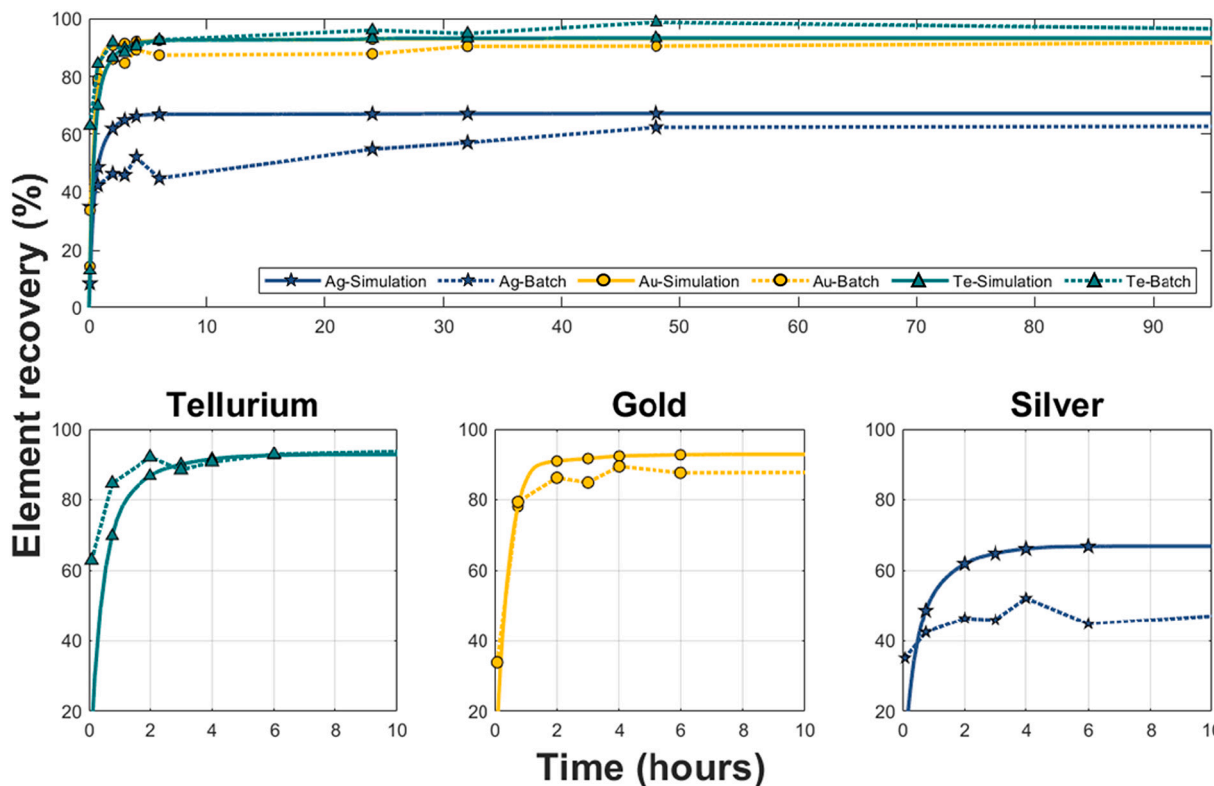 Element recovery (%)
100
80
60
40
20
0
Ag-Simulation Ag-Batch Au-Simulation Au-Batch Te-Simulation Te-Batch
0 10 20 30 40 50 60 70 80 90
Tellurium
100
80
60
40
20
0 2 4 6 8 10
Gold
100
80
60
40
20
0 2 4 6 8 10
Silver
100
80
60
40
20
0 2 4 6 8 10
Time (hours)